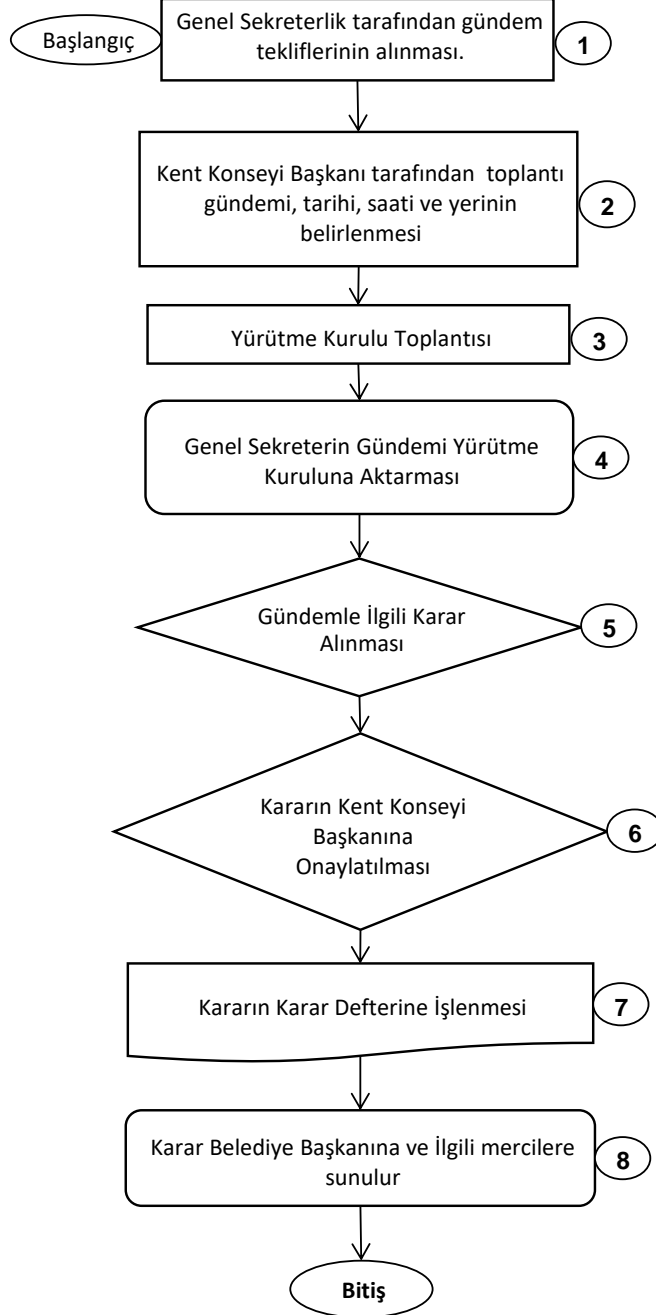 Başlangıç
Genel Sekreterlik tarafından gündem
tekliflerinin alınması.
1
Kent Konseyi Başkanı tarafından toplantı
gündemi, tarihi, saati ve yerinin
belirlenmesi
2
Yürütme Kurulu Toplantısı
3
Genel Sekreterin Gündemi Yürütme
Kuruluna Aktarması
4
Gündemle İlgili Karar
Alınması
5
Kararın Kent Konseyi
Başkanına
Onaylatılması
6
Kararın Karar Defterine İşlenmesi
7
Karar Belediye Başkanına ve İlgili mercilere
sunulur
8
Bitiş